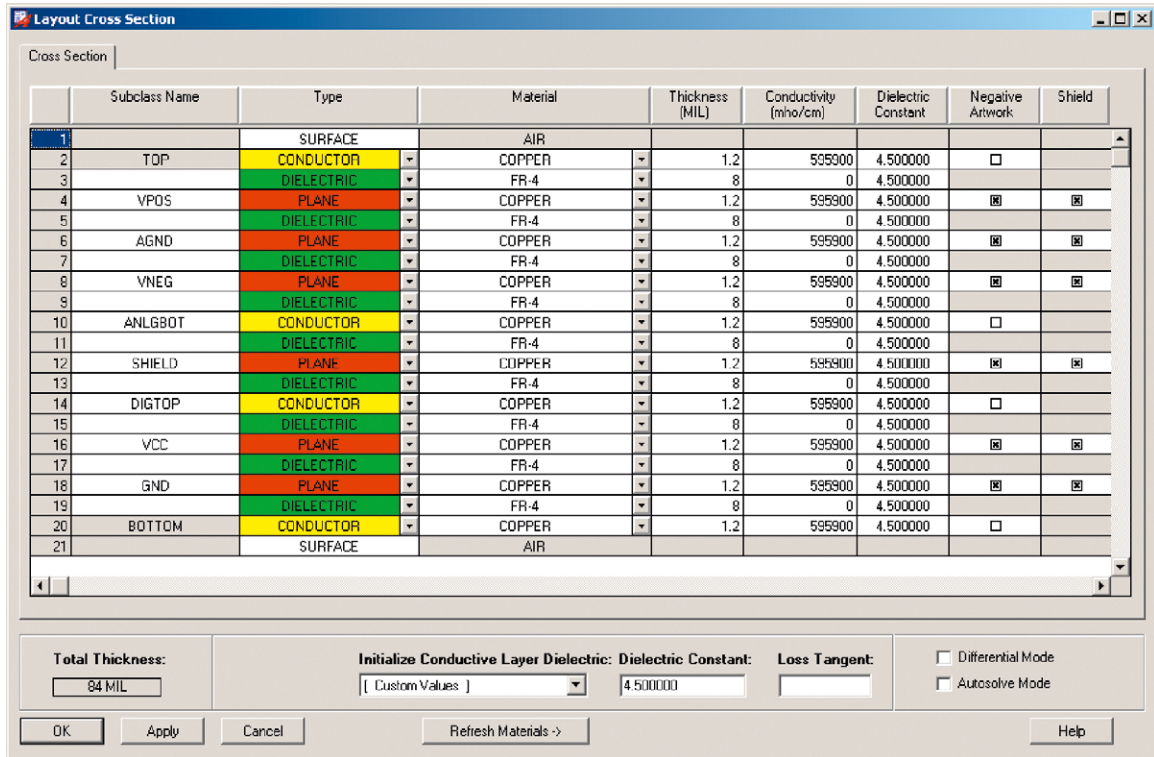 Layout Cross Section
Cross Section
Subclass Name Type Material Thickness (MIL) Conductivity (mho/cm) Dielectric Constant Negative Artwork Shield
1 SURFACE AIR
2 TOP CONDUCTOR COPPER 1.2 595900 4.500000
3 DIELECTRIC FR-4 8 0 4.500000
4 VPOS PLANE COPPER 1.2 595900 4.500000
5 DIELECTRIC FR-4 8 0 4.500000
6 AGND PLANE COPPER 1.2 595900 4.500000
7 DIELECTRIC FR-4 8 0 4.500000
8 VNEG PLANE COPPER 1.2 595900 4.500000
9 DIELECTRIC FR-4 8 0 4.500000
10 ANLGBOT CONDUCTOR COPPER 1.2 595900 4.500000
11 DIELECTRIC FR-4 8 0 4.500000
12 SHIELD PLANE COPPER 1.2 595900 4.500000
13 DIELECTRIC FR-4 8 0 4.500000
14 DIGTOP CONDUCTOR COPPER 1.2 595900 4.500000
15 DIELECTRIC FR-4 8 0 4.500000
16 VCC PLANE COPPER 1.2 595900 4.500000
17 DIELECTRIC FR-4 8 0 4.500000
18 GND PLANE COPPER 1.2 595900 4.500000
19 DIELECTRIC FR-4 8 0 4.500000
20 BOTTOM CONDUCTOR COPPER 1.2 595900 4.500000
21 SURFACE AIR
Total Thickness: Initialize Conductive Layer Dielectric: Dielectric Constant: Loss Tangent: Differential Mode
84 MIL [ Custom Values ] 4.500000 Autosolve Mode
OK Apply Cancel Refresh Materials -> Help